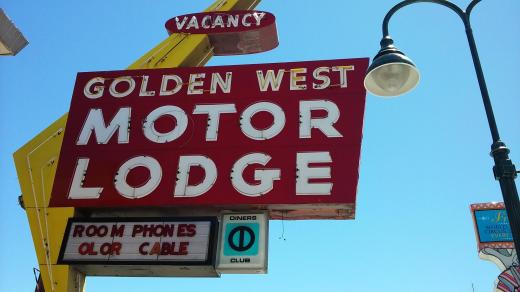 VACANCY
GOLDEN WEST
MOTOR
LODGE
ROOM PHONES
OLOR CABLE
DINERS
CLUB